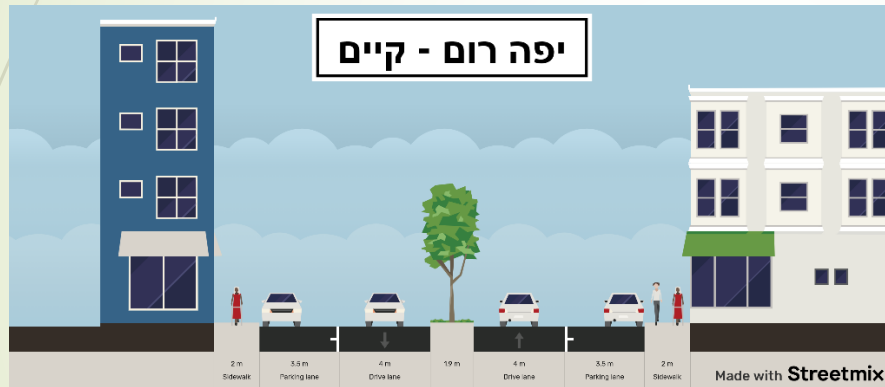 יפה רום - קיים
2 m
Sidewalk
3.5 m
Parking lane
4 m
Drive lane
1.9 m
4 m
Drive lane
3.5 m
Parking lane
2 m
Sidewalk
Made with Streetmix